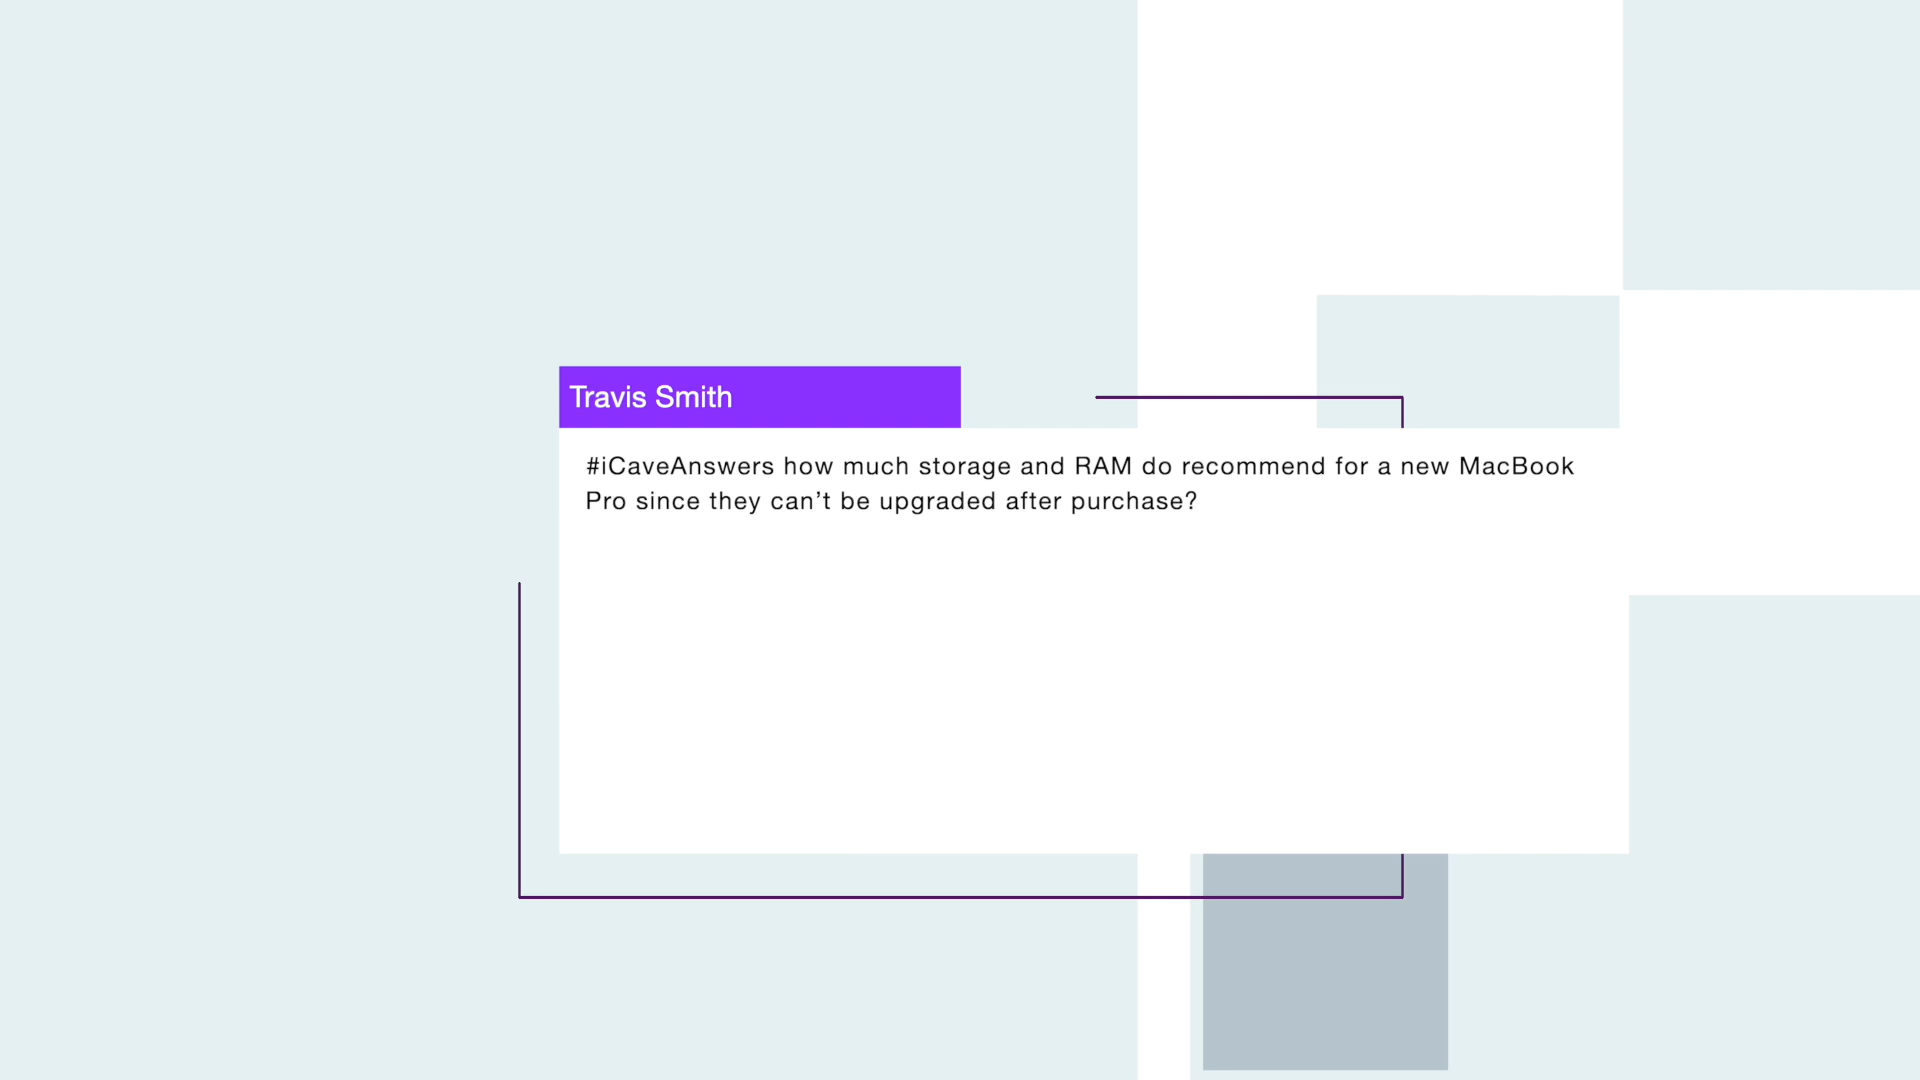 Travis Smith
#iCaveAnswers how much storage and RAM do recommend for a new MacBook
Pro since they can’t be upgraded after purchase?